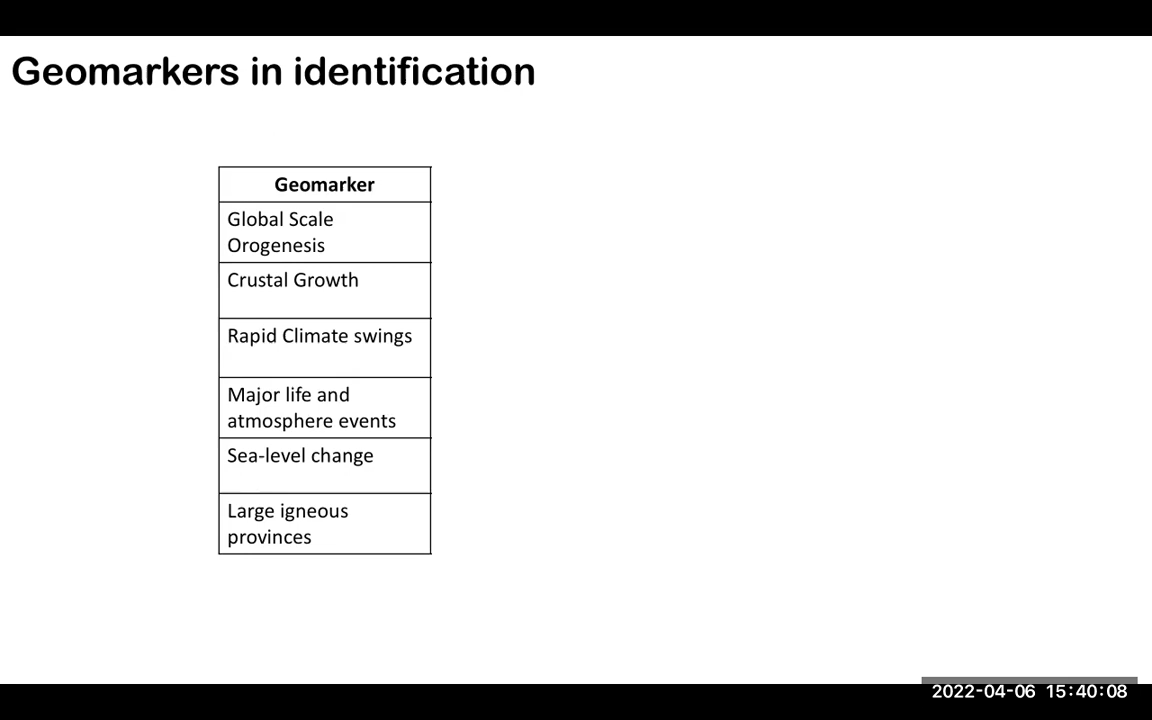 Geomarkers in identification
Geomarker
Global Scale
Orogenesis
Crustal Growth
Rapid Climate swings
Major life and
atmosphere events
Sea-level change
Large igneous
provinces
2022-04-06 15:40:08